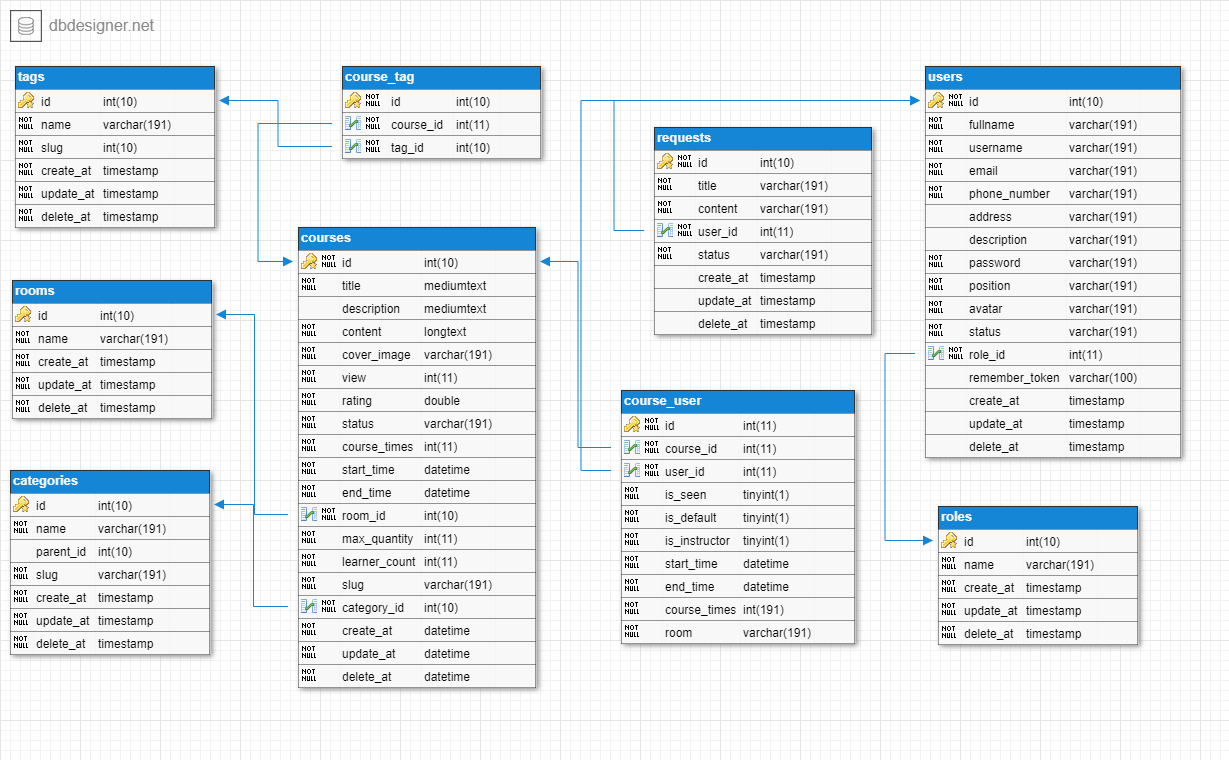 dbdesigner.net
tags
id int(10)
NOT NULL name varchar(191)
NOT NULL slug int(10)
NOT NULL create_at timestamp
NOT NULL update_at timestamp
NOT NULL delete_at timestamp
course_tag
NOT NULL id int(10)
NOT NULL course_id int(11)
NOT NULL tag_id int(10)
users
NOT NULL id int(10)
NOT NULL fullname varchar(191)
NOT NULL username varchar(191)
NOT NULL email varchar(191)
NOT NULL phone_number varchar(191)
address varchar(191)
description varchar(191)
NOT NULL password varchar(191)
NOT NULL position varchar(191)
NOT NULL avatar varchar(191)
NOT NULL status varchar(191)
NOT NULL role_id int(11)
remember_token varchar(100)
create_at timestamp
update_at timestamp
delete_at timestamp
requests
NOT NULL id int(10)
NOT NULL title varchar(191)
NOT NULL content varchar(191)
NOT NULL user_id int(11)
NOT NULL status varchar(191)
create_at timestamp
update_at timestamp
delete_at timestamp
courses
NOT NULL id int(10)
NOT NULL title mediumtext
description mediumtext
NOT NULL content longtext
NOT NULL cover_image varchar(191)
NOT NULL view int(11)
NOT NULL rating double
NOT NULL status varchar(191)
NOT NULL course_times int(11)
NOT NULL start_time datetime
NOT NULL end_time datetime
NOT NULL room_id int(10)
NOT NULL max_quantity int(11)
NOT NULL learner_count int(11)
NOT NULL slug varchar(191)
NOT NULL category_id int(10)
NOT NULL create_at datetime
NOT NULL update_at datetime
NOT NULL delete_at datetime
rooms
id int(10)
NOT NULL name varchar(191)
NOT NULL create_at timestamp
NOT NULL update_at timestamp
NOT NULL delete_at timestamp
course_user
NOT NULL id int(11)
NOT NULL course_id int(11)
NOT NULL user_id int(11)
NOT NULL is_seen tinyint(1)
NOT NULL is_default tinyint(1)
NOT NULL is_instructor tinyint(1)
NOT NULL start_time datetime
NOT NULL end_time datetime
NOT NULL course_times int(191)
NOT NULL room varchar(191)
categories
id int(10)
NOT NULL name varchar(191)
parent_id int(10)
NOT NULL slug varchar(191)
NOT NULL create_at timestamp
NOT NULL update_at timestamp
NOT NULL delete_at timestamp
roles
id int(10)
NOT NULL name varchar(191)
NOT NULL create_at timestamp
NOT NULL update_at timestamp
NOT NULL delete_at timestamp